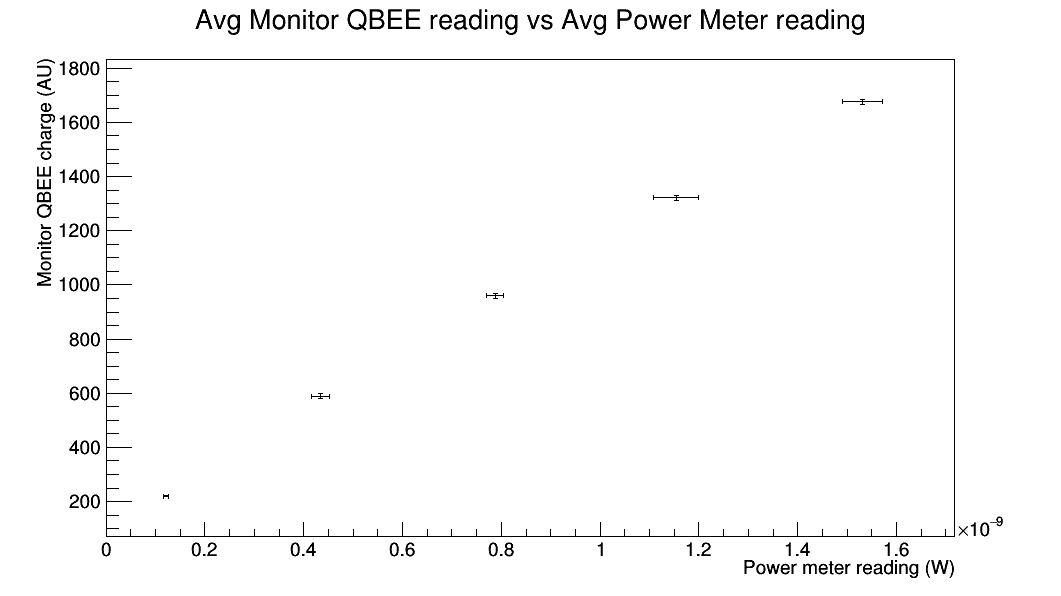 Avg Monitor QBEE reading vs Avg Power Meter reading
Monitor QBEE charge (AU)
1800
1600
1400
1200
1000
800
600
400
200
0 0.2 0.4 0.6 0.8 1 1.2 1.4 1.6
×10⁻⁹
Power meter reading (W)